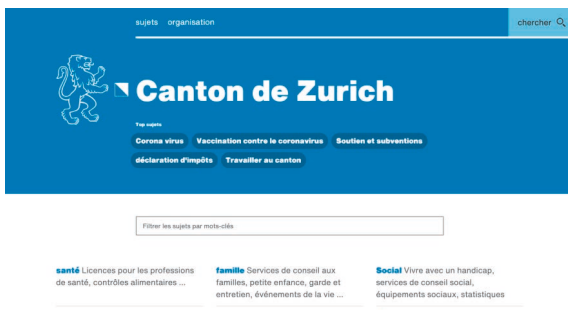 sujets organisation
chercher
Canton de Zurich
Top sujets
Corona virus Vaccination contre le coronavirus Soutien et subventions
déclaration d'impôts Travailler au canton
Filtrer les sujets par mots-clés
santé Licences pour les professions
de santé, contrôles alimentaires ...
famille Services de conseil aux
familles, petite enfance, garde et
entretien, événements de la vie ...
Social Vivre avec un handicap,
services de conseil social,
équipements sociaux, statistiques